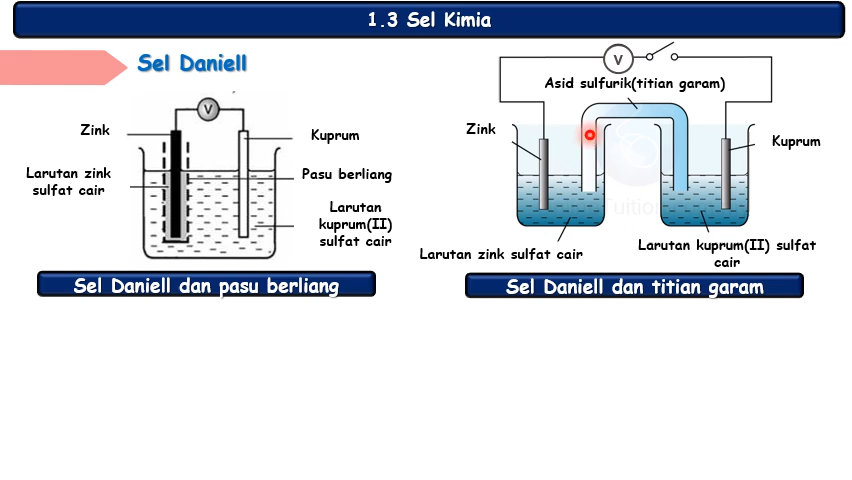 1.3 Sel Kimia
Sel Daniell
V
Zink
Kuprum
Larutan zink
sulfat cair
Pasu berliang
Larutan
kuprum(II)
sulfat cair
Sel Daniell dan pasu berliang
V
Asid sulfurik(titian garam)
Zink
Kuprum
Tuition
Larutan zink sulfat cair
Larutan kuprum(II) sulfat
cair
Sel Daniell dan titian garam